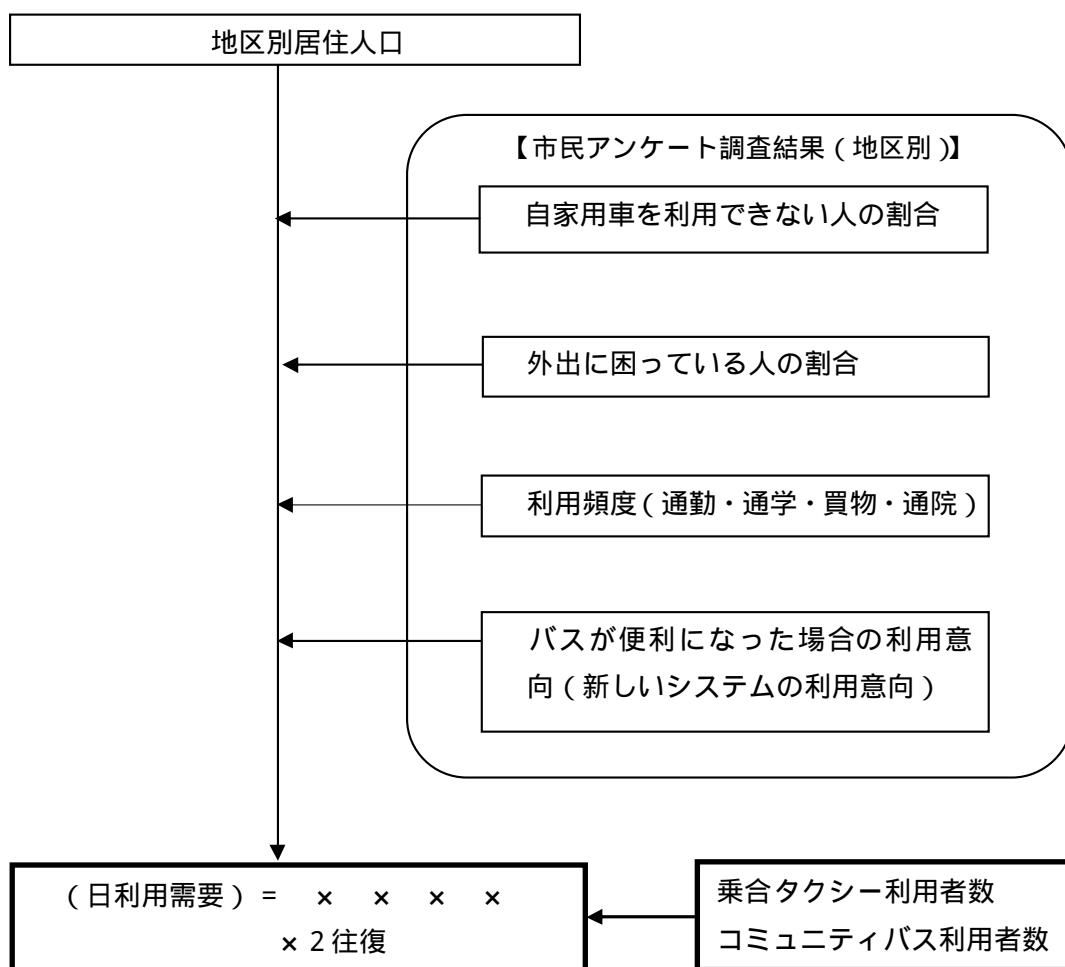 地区別居住人口
【市民アンケート調査結果(地区別)】
自家用車を利用できない人の割合
外出に困っている人の割合
利用頻度(通勤・通学・買物・通院)
バスが便利になった場合の利用意
向(新しいシステムの利用意向)
(日利用需要)= × × × ×
×2往復
乗合タクシー利用者数
コミュニティバス利用者数